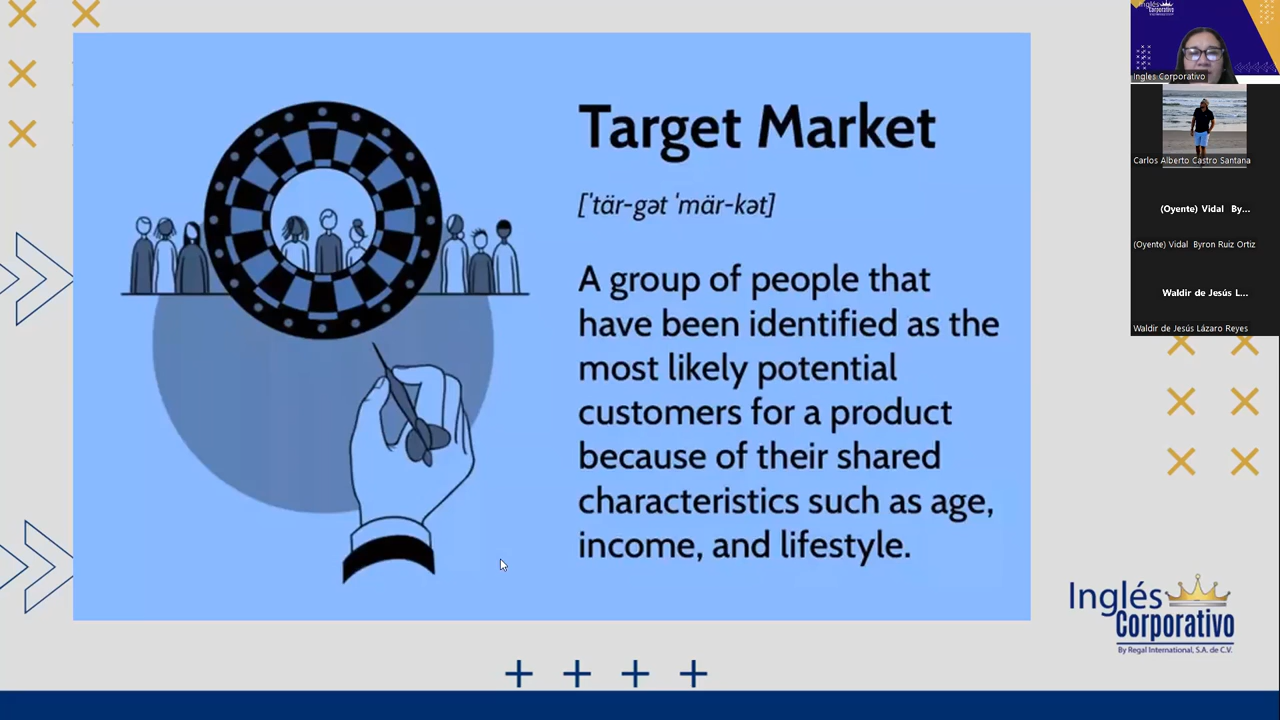 Target Market
['tär-gət 'mär-kət]
A group of people that
have been identified as the
most likely potential
customers for a product
because of their shared
characteristics such as age,
income, and lifestyle.
Inglés
Corporativo
By Regal International, S.A. de C.V.
Inglés
Corporativo
Ingles Corporativo
Carlos Alberto Castro Santana
(Oyente) Vidal By...
(Oyente) Vidal Byron Ruiz Ortiz
Waldir de Jesús L...
Waldir de Jesús Lázaro Reyes